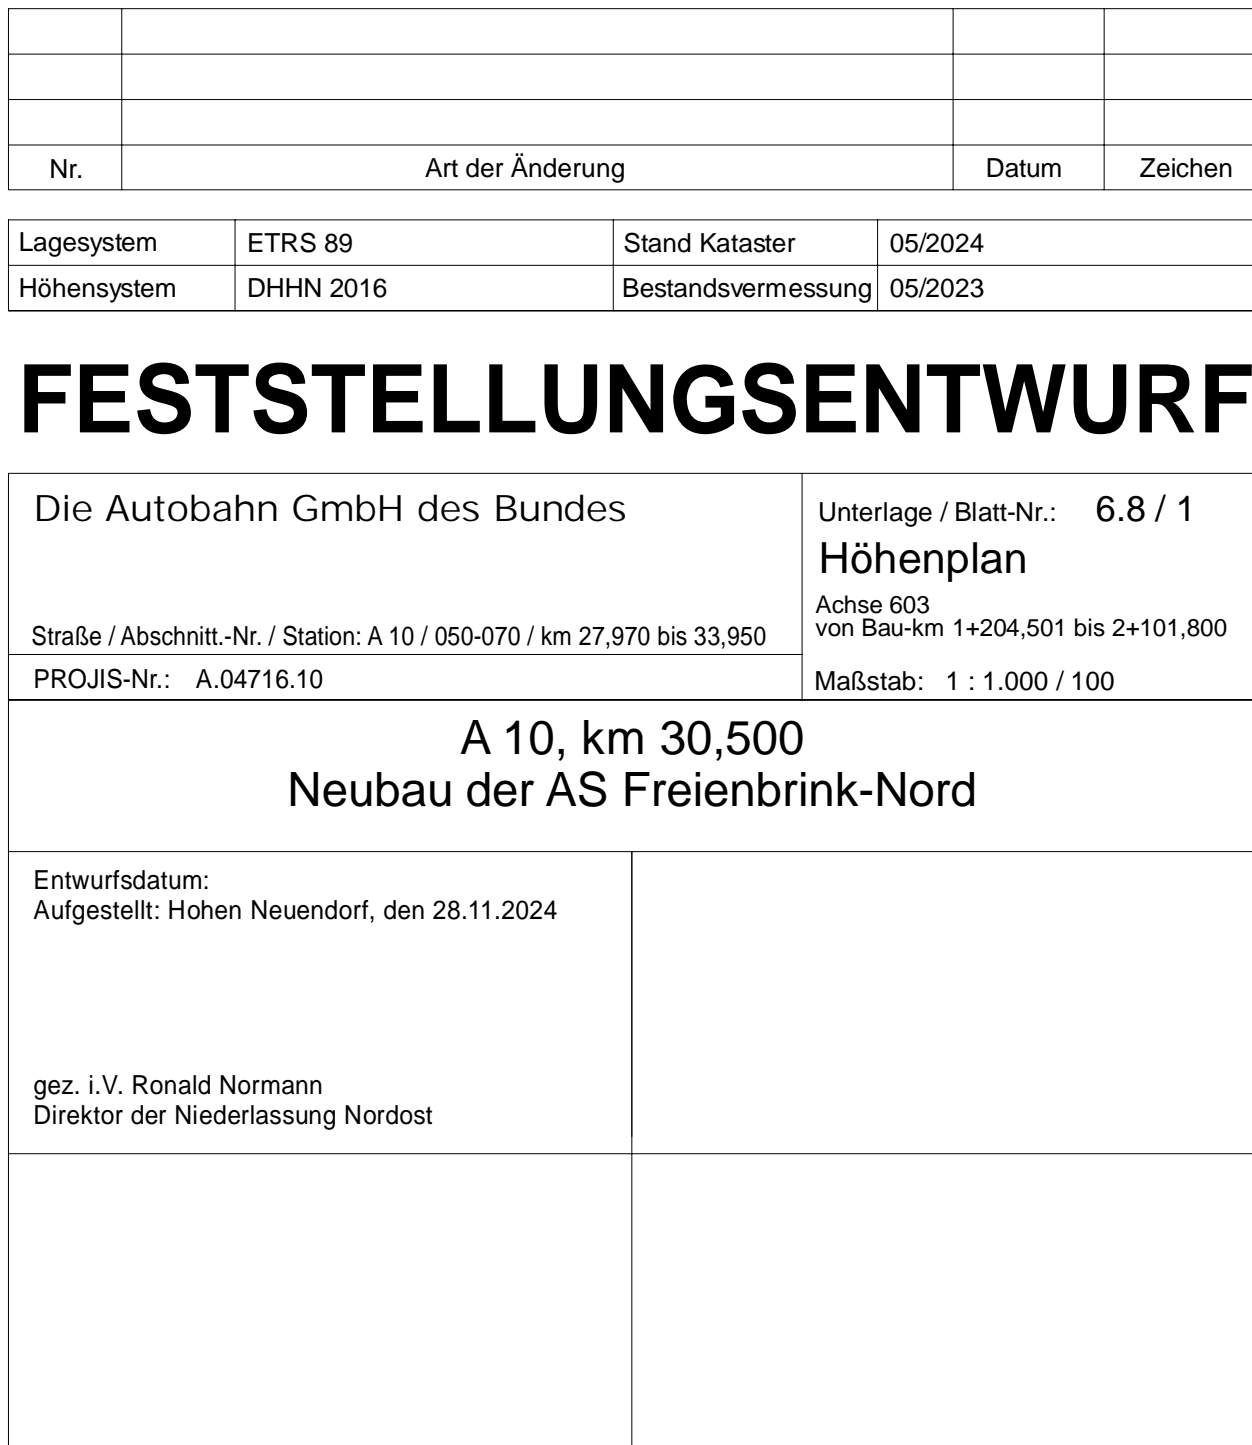 Nr. Art der Änderung Datum Zeichen
Lagesystem ETRS 89 Stand Kataster 05/2024
Höhensystem DHHN 2016 Bestandsvermessung 05/2023
FESTSTELLUNGSENTWURF
Die Autobahn GmbH des Bundes
Straße / Abschnitt.-Nr. / Station: A 10 / 050-070 / km 27,970 bis 33,950
PROJIS-Nr.: A.04716.10
Unterlage / Blatt-Nr.: 6.8 / 1
Höhenplan
Achse 603
von Bau-km 1+204,501 bis 2+101,800
Maßstab: 1 : 1.000 / 100
A 10, km 30,500
Neubau der AS Freienbrink-Nord
Entwurfsdatum:
Aufgestellt: Hohen Neuendorf, den 28.11.2024
gez. i.V. Ronald Normann
Direktor der Niederlassung Nordost